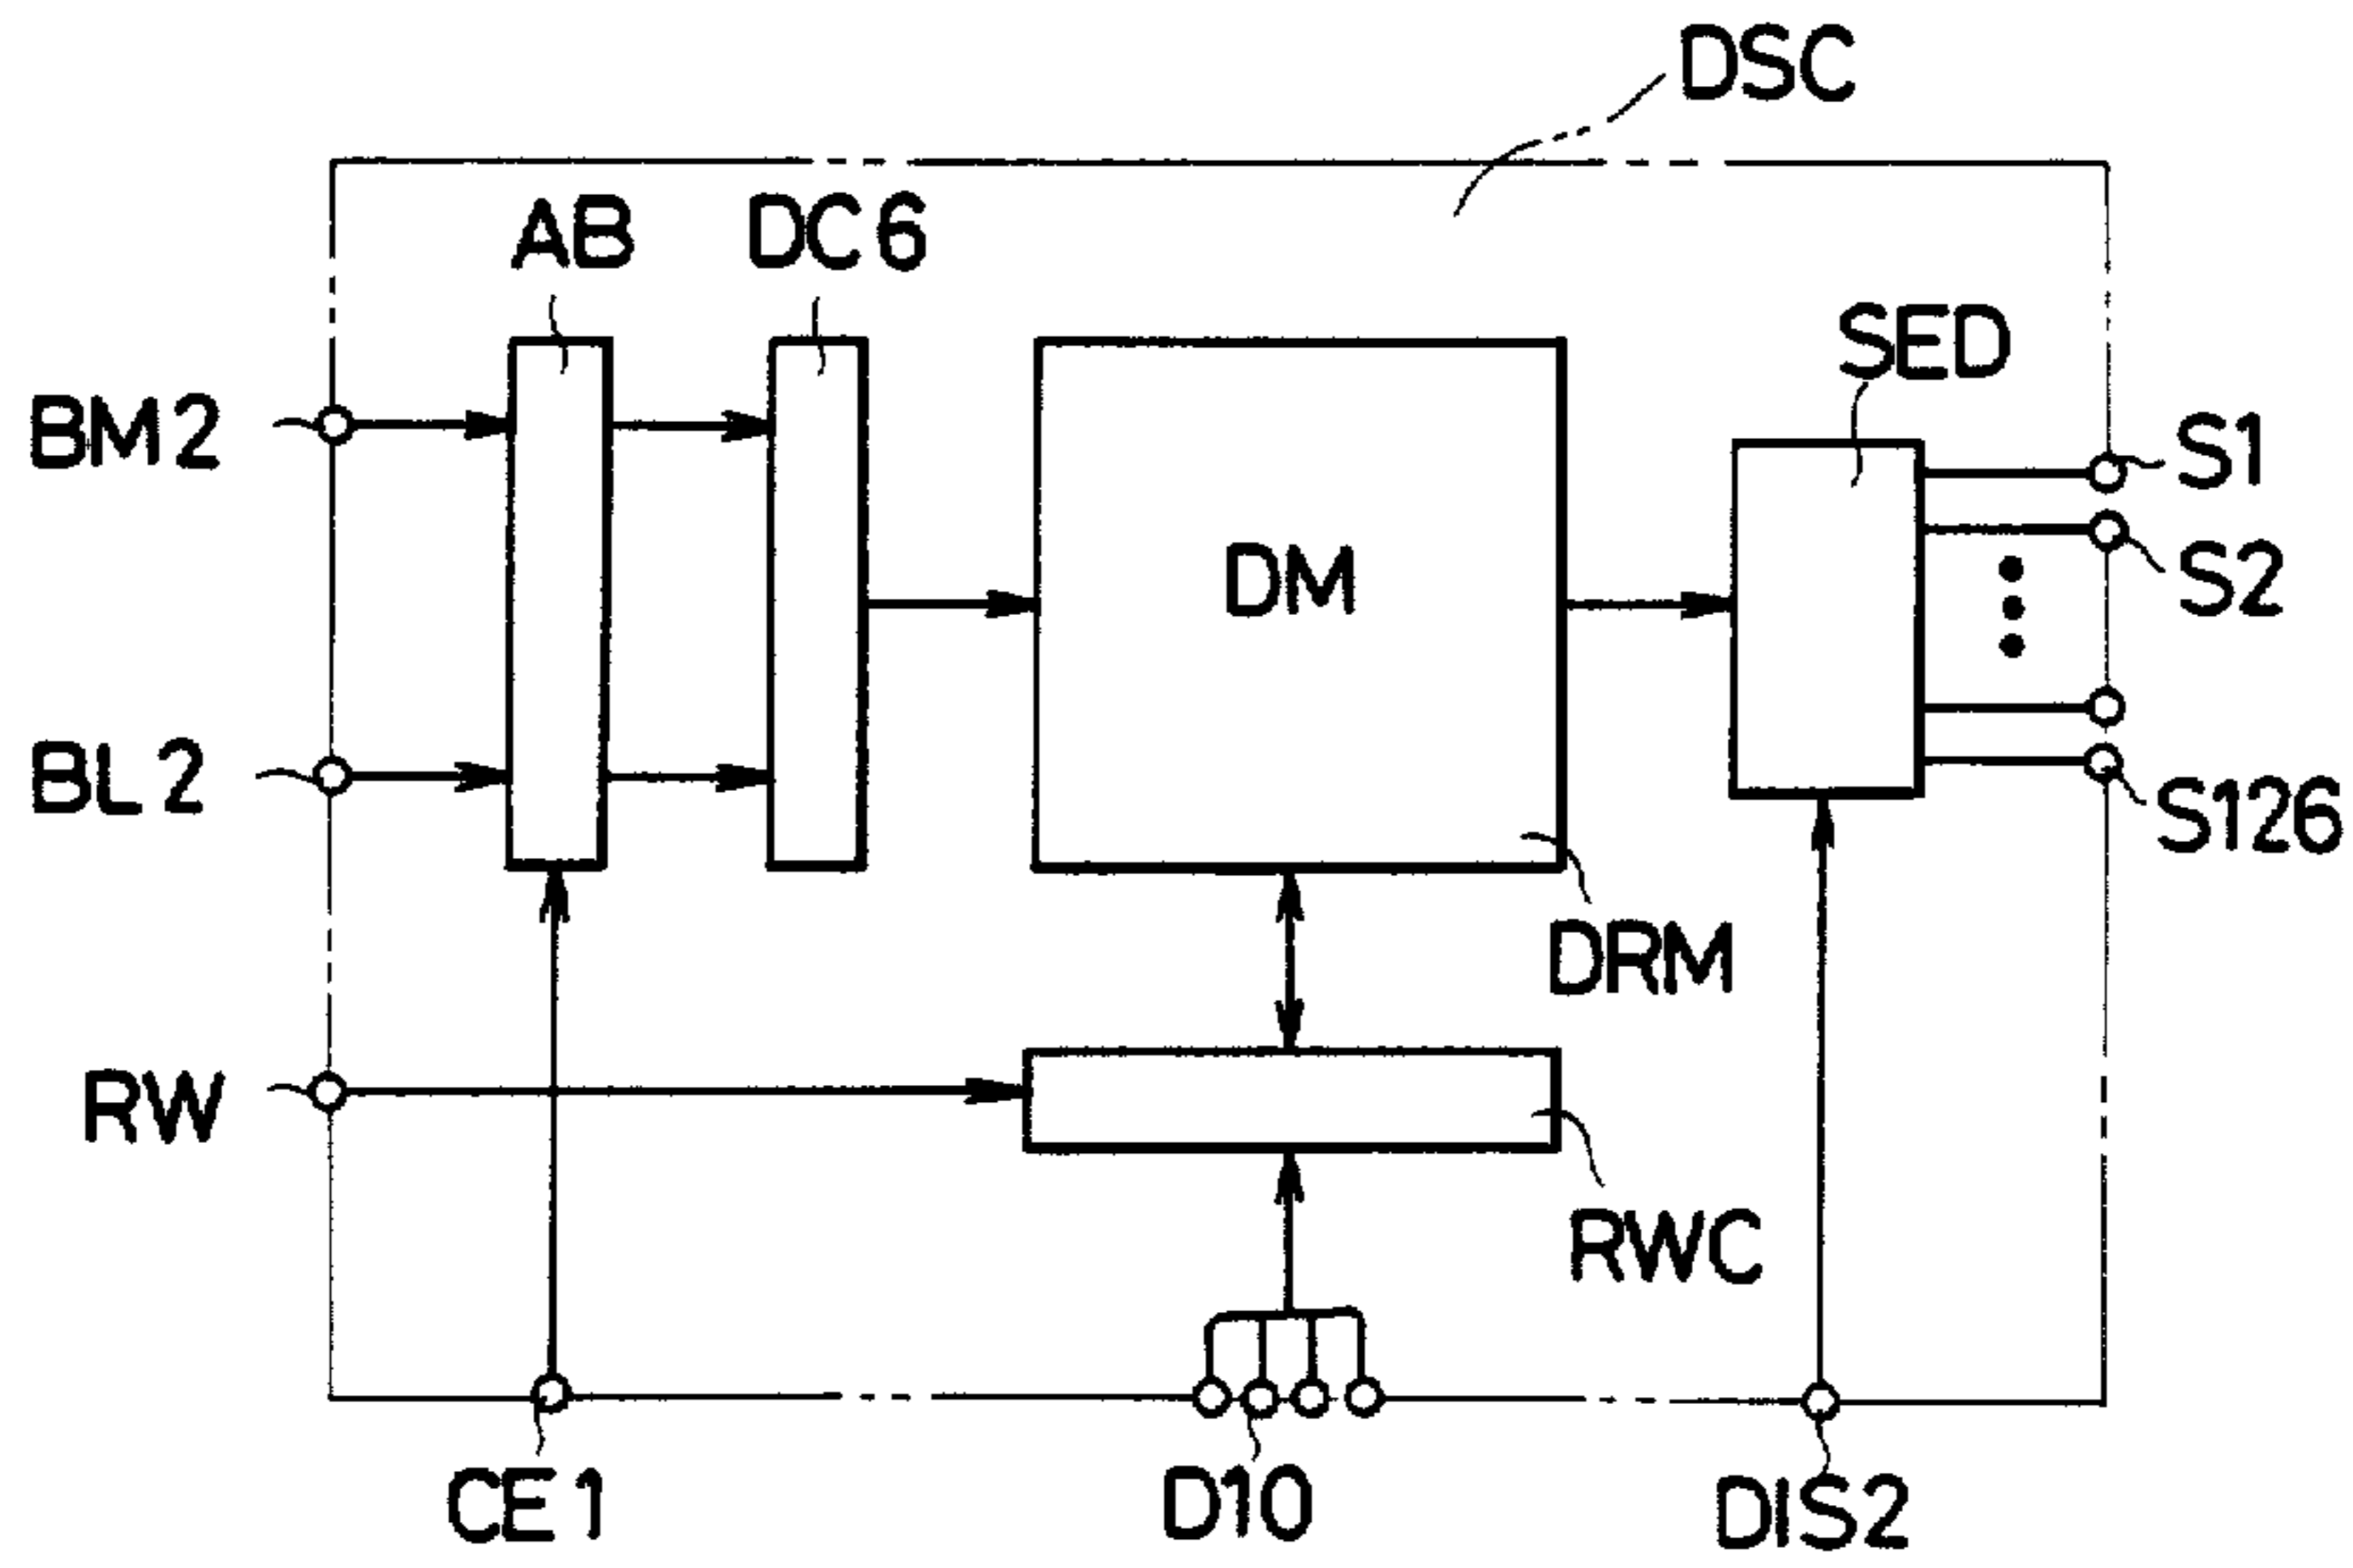 DSC
AB
DC6
SED
BM2
S1
DM
S2
BL2
S126
DRM
RW
RWC
CE1
D10
DIS2